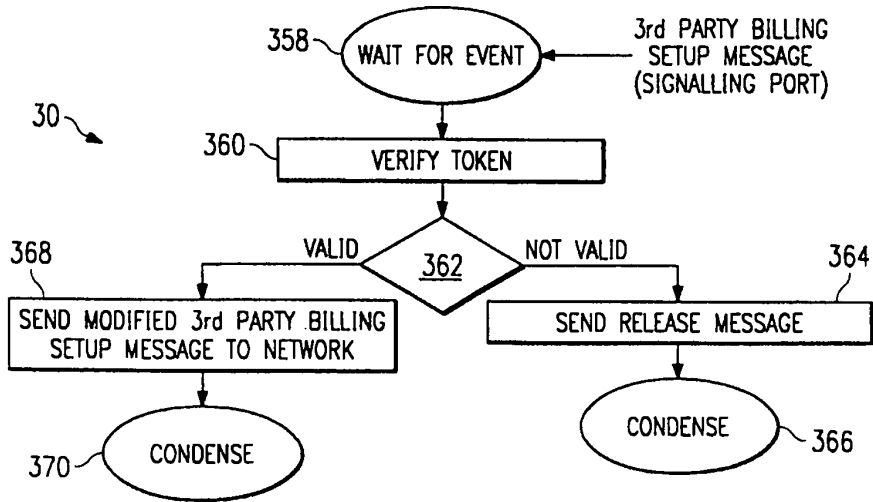 358
WAIT FOR EVENT
3rd PARTY BILLING
SETUP MESSAGE
(SIGNALLING PORT)
30
360
VERIFY TOKEN
VALID
362
NOT VALID
368
364
SEND MODIFIED 3rd PARTY BILLING
SETUP MESSAGE TO NETWORK
SEND RELEASE MESSAGE
CONDENSE
370
CONDENSE
366